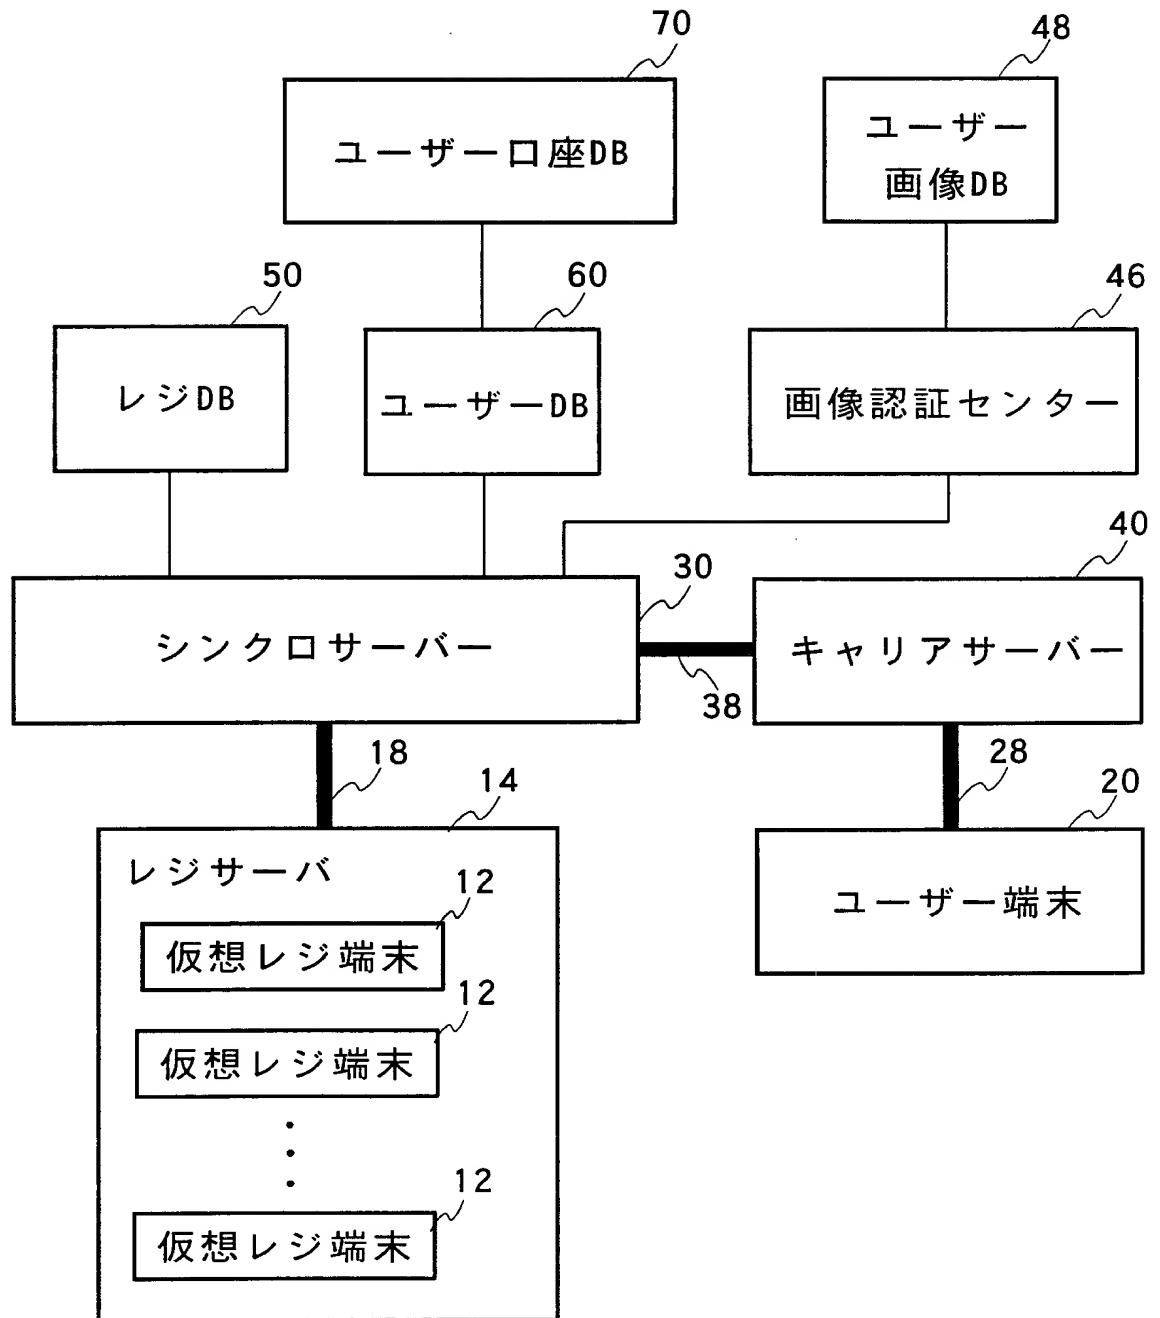 70
48
ユーザー口座DB
ユーザー
画像DB
50
60
46
レジDB
ユーザーDB
画像認証センター
40
30
シンクロサーバー
キャリアサーバー
38
18
28
14
20
レジサーバ
ユーザー端末
12
仮想レジ端末
12
仮想レジ端末
12
仮想レジ端末